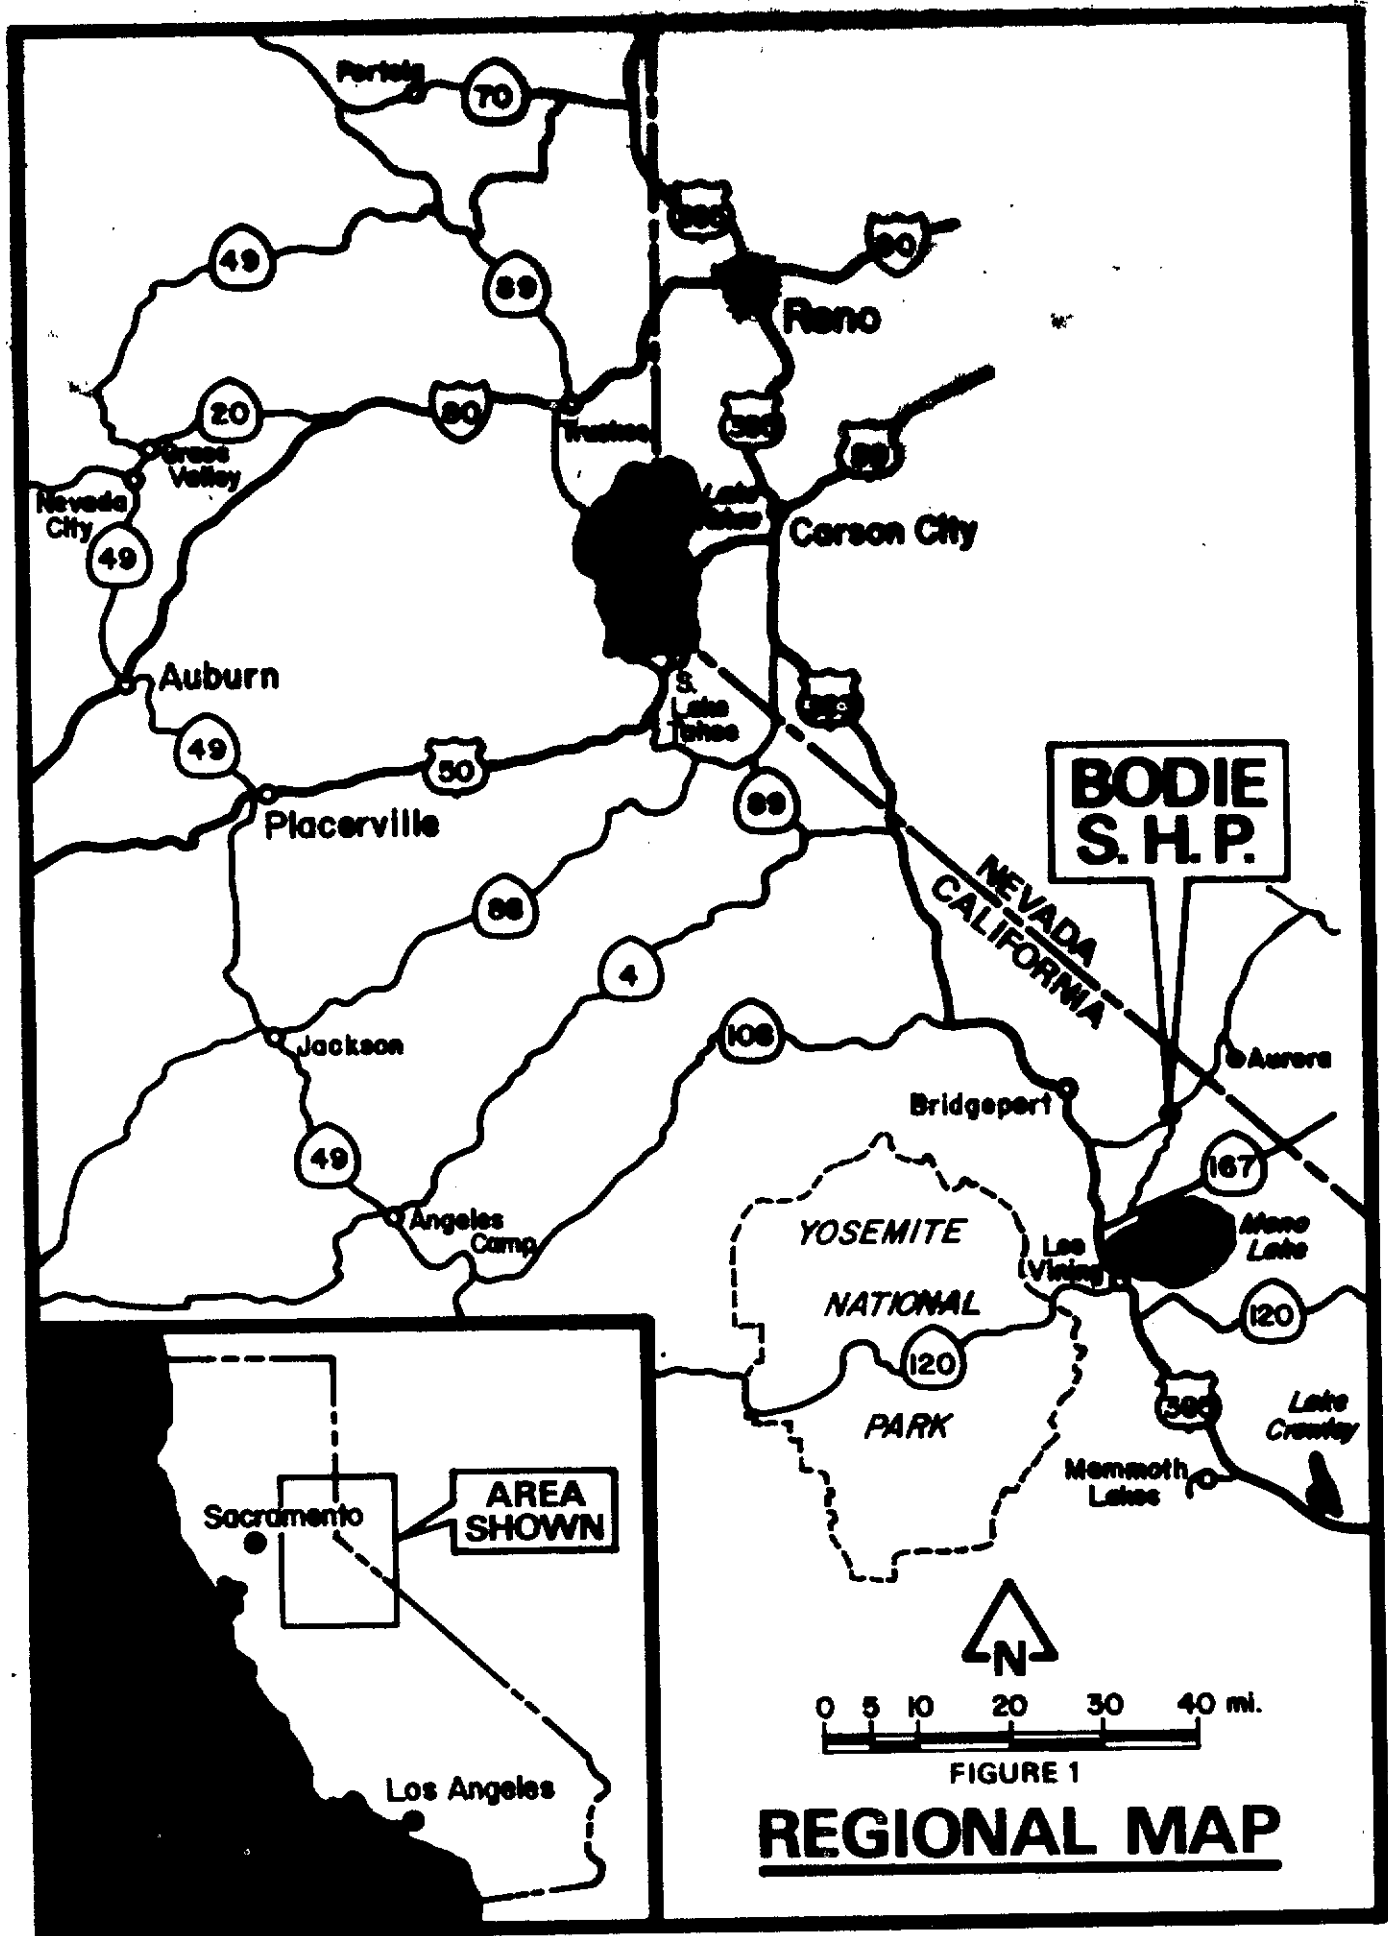 Portola
70
395
80
49
89
Reno
20
80
Truckee
395
50
Grass
Valley
Lake
Tahoe
Nevada
City
Carson City
49
Auburn
S.
Lake
Tahoe
395
49
50
BODIE
S. H. P.
89
Placerville
NEVADA
CALIFORNIA
88
4
108
Jackson
Aurora
Bridgeport
49
167
Angeles
Camp
YOSEMITE
Mono
Lake
Lee
Vining
NATIONAL
120
120
PARK
395
Lake
Crowley
Mammoth
Lakes
AREA
SHOWN
Sacramento
N
0 5 10 20 30 40 mi.
FIGURE 1
Los Angeles
REGIONAL MAP